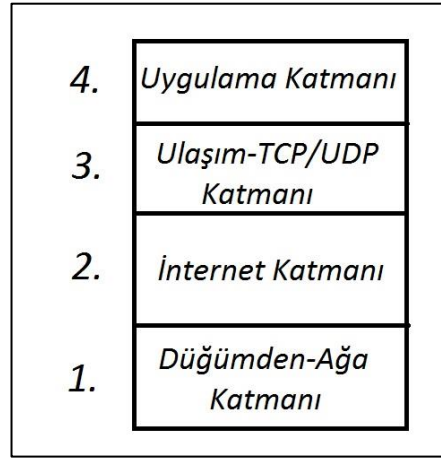 4. Uygulama Katmanı
3. Ulaşım-TCP/UDP
Katmanı
2. İnternet Katmanı
1. Düğümden-Ağa
Katmanı